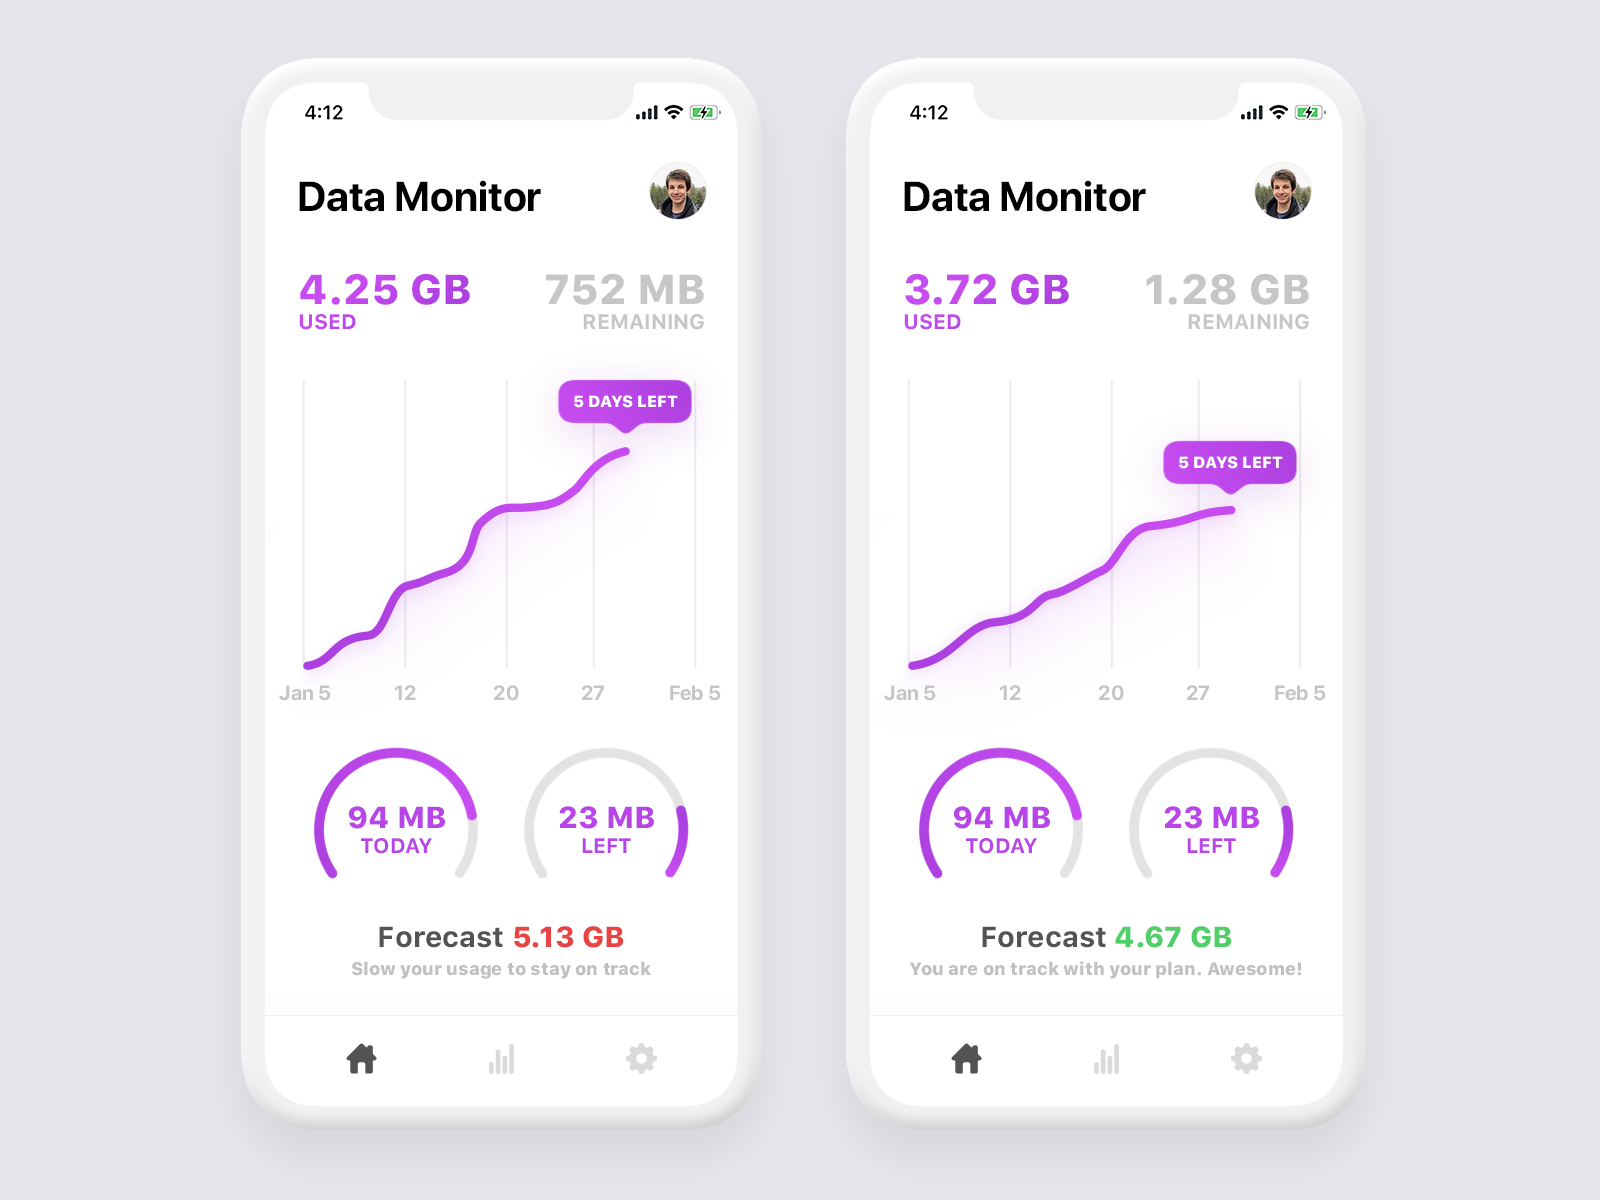 4:12
Data Monitor
4.25 GB
USED
752 MB
REMAINING
5 DAYS LEFT
Jan 5 12 20 27 Feb 5
94 MB
TODAY
23 MB
LEFT
Forecast 5.13 GB
Slow your usage to stay on track
4:12
Data Monitor
3.72 GB
USED
1.28 GB
REMAINING
5 DAYS LEFT
Jan 5 12 20 27 Feb 5
94 MB
TODAY
23 MB
LEFT
Forecast 4.67 GB
You are on track with your plan. Awesome!